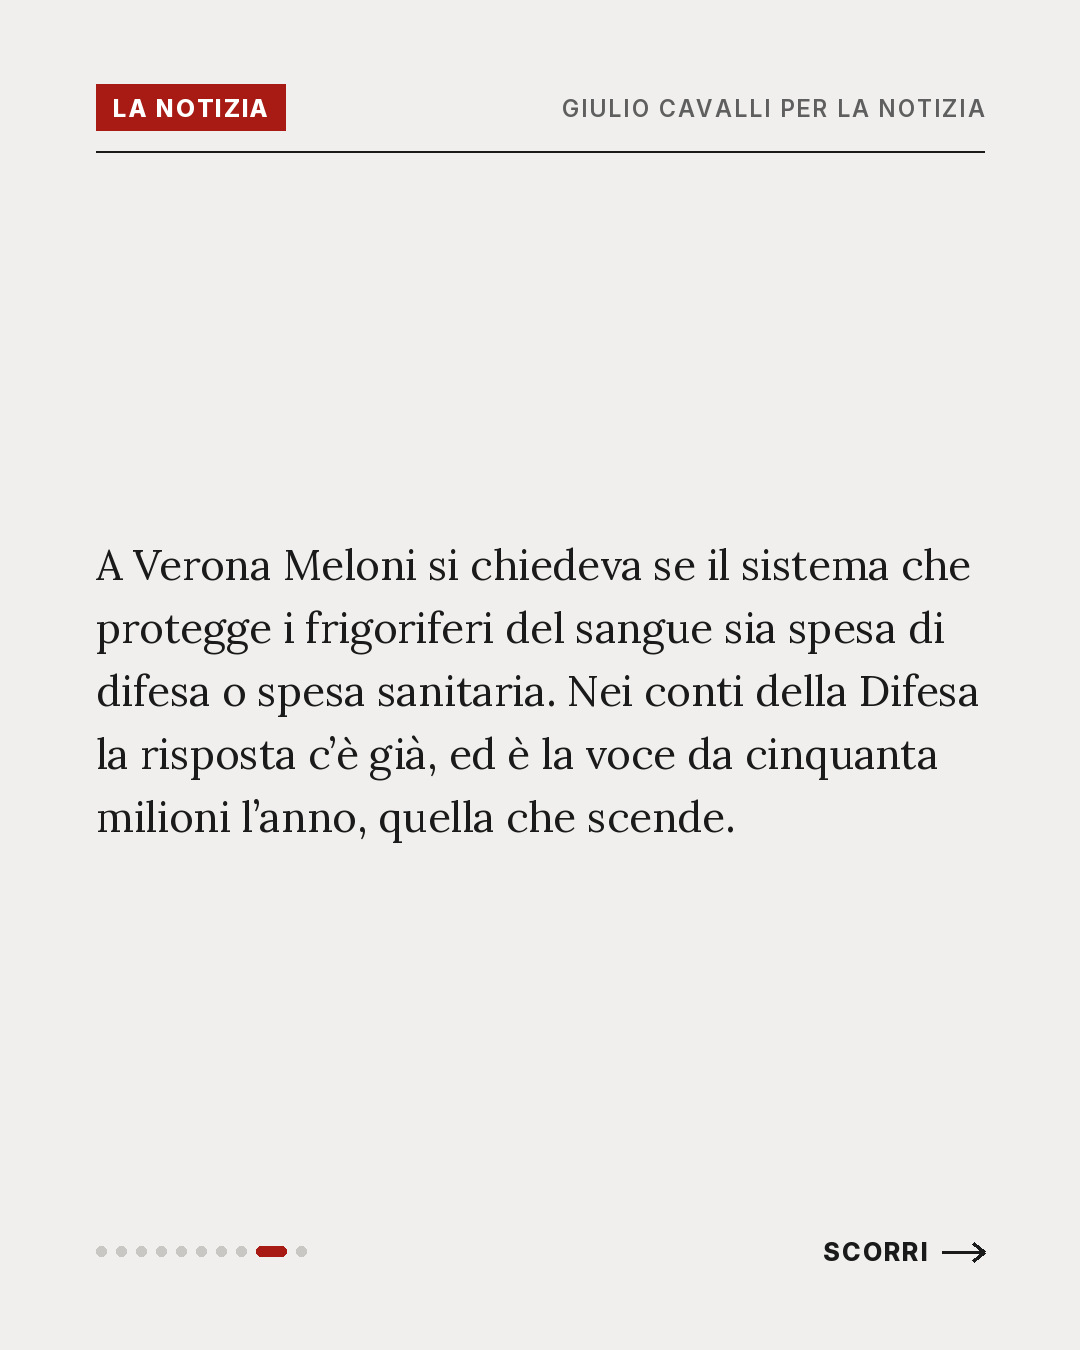 LA NOTIZIA
GIULIO CAVALLI PER LA NOTIZIA
A Verona Meloni si chiedeva se il sistema che
protegge i frigoriferi del sangue sia spesa di
difesa o spesa sanitaria. Nei conti della Difesa
la risposta c’è già, ed è la voce da cinquanta
milioni l’anno, quella che scende.
SCORRI